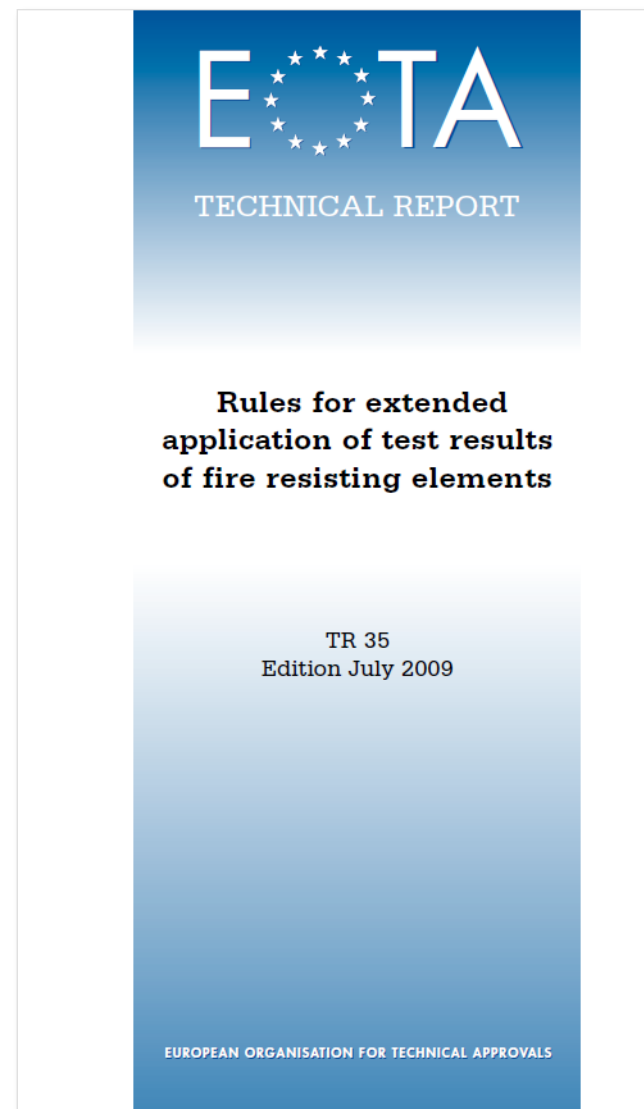 EOTA
TECHNICAL REPORT
Rules for extended
application of test results
of fire resisting elements
TR 35
Edition July 2009
EUROPEAN ORGANISATION FOR TECHNICAL APPROVALS